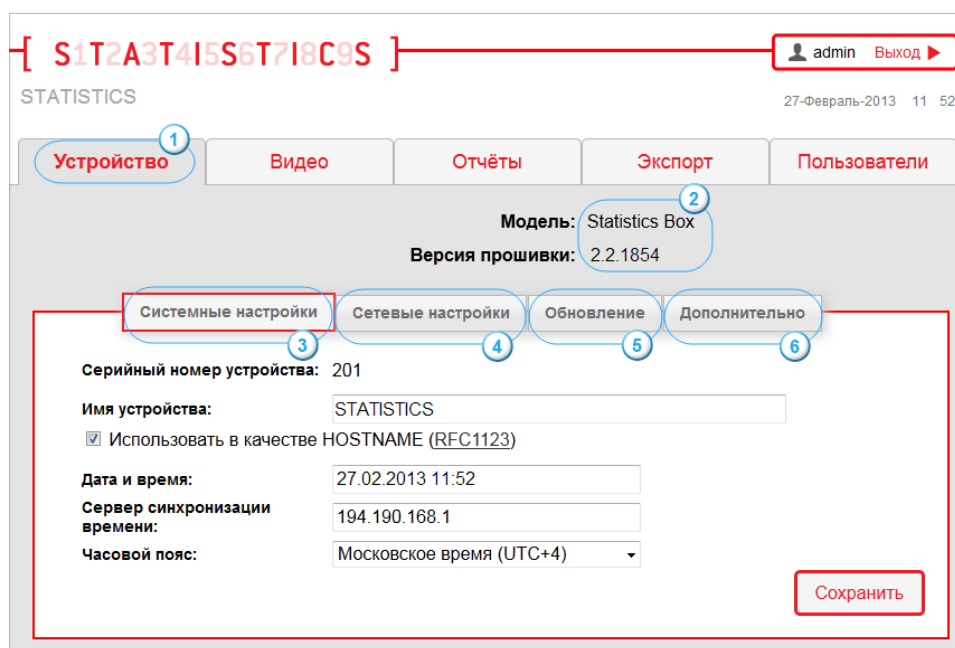 [ S1T2A3T4I5S6T7I8C9S ]
admin Выход
STATISTICS
27-Февраль-2013 11 52
1
Устройство Видео Отчёты Экспорт Пользователи
2
Модель: Statistics Box
Версия прошивки: 2.2.1854
Системные настройки Сетевые настройки Обновление Дополнительно
3 4 5 6
Серийный номер устройства: 201
Имя устройства: STATISTICS
Использовать в качестве HOSTNAME (RFC1123)
Дата и время: 27.02.2013 11:52
Сервер синхронизации
времени: 194.190.168.1
Часовой пояс: Московское время (UTC+4)
Сохранить